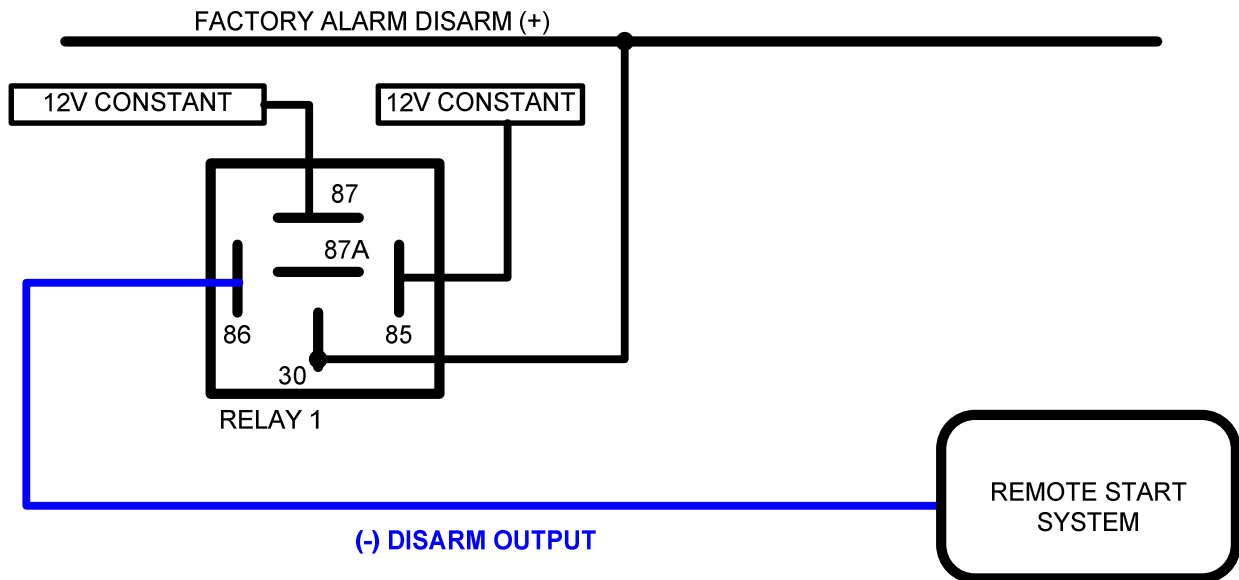 FACTORY ALARM DISARM (+)
12V CONSTANT
12V CONSTANT
87
87A
86
85
30
RELAY 1
REMOTE START
SYSTEM
(-) DISARM OUTPUT